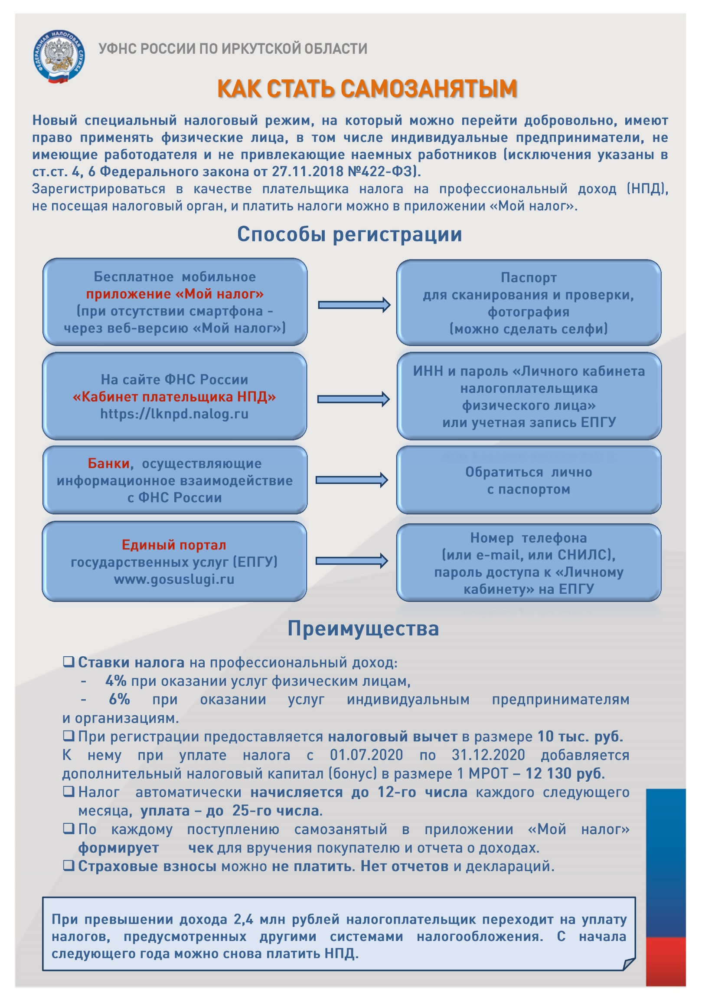 ФЕДЕРАЛЬНАЯ НАЛОГОВАЯ СЛУЖБА
УФНС РОССИИ ПО ИРКУТСКОЙ ОБЛАСТИ
КАК СТАТЬ САМОЗАНЯТЫМ
Новый специальный налоговый режим, на который можно перейти добровольно, имеют
право применять физические лица, в том числе индивидуальные предприниматели, не
имеющие работодателя и не привлекающие наемных работников (исключения указаны в
ст.ст. 4, 6 Федерального закона от 27.11.2018 №422-ФЗ).
Зарегистрироваться в качестве плательщика налога на профессиональный доход (НПД),
не посещая налоговый орган, и платить налоги можно в приложении «Мой налог».
Способы регистрации
Бесплатное мобильное
приложение «Мой налог»
(при отсутствии смартфона -
через веб-версию «Мой налог»)
Паспорт
для сканирования и проверки,
фотография
(можно сделать селфи)
На сайте ФНС России
«Кабинет плательщика НПД»
https://lknpd.nalog.ru
ИНН и пароль «Личного кабинета
налогоплательщика
физического лица»
или учетная запись ЕПГУ
Банки, осуществляющие
информационное взаимодействие
с ФНС России
Обратиться лично
с паспортом
Единый портал
государственных услуг (ЕПГУ)
www.gosuslugi.ru
Номер телефона
(или e-mail, или СНИЛС),
пароль доступа к «Личному
кабинету» на ЕПГУ
Преимущества
❑ Ставки налога на профессиональный доход:
- 4% при оказании услуг физическим лицам,
- 6% при оказании услуг индивидуальным предпринимателям
и организациям.
❑ При регистрации предоставляется налоговый вычет в размере 10 тыс. руб.
К нему при уплате налога с 01.07.2020 по 31.12.2020 добавляется
дополнительный налоговый капитал (бонус) в размере 1 МРОТ – 12 130 руб.
❑ Налог автоматически начисляется до 12-го числа каждого следующего
месяца, уплата – до 25-го числа.
❑ По каждому поступлению самозанятый в приложении «Мой налог»
формирует чек для вручения покупателю и отчета о доходах.
❑ Страховые взносы можно не платить. Нет отчетов и деклараций.
При превышении дохода 2,4 млн рублей налогоплательщик переходит на уплату
налогов, предусмотренных другими системами налогообложения. С начала
следующего года можно снова платить НПД.